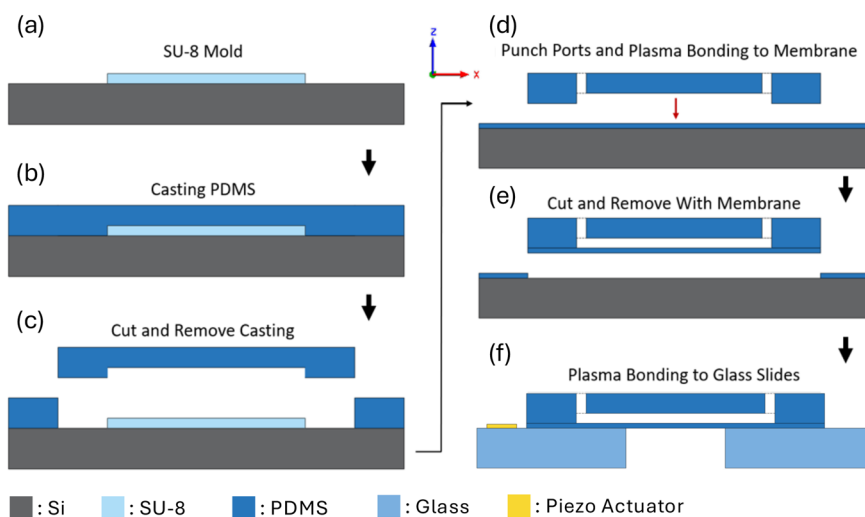 (a)
SU-8 Mold
(b)
Casting PDMS
(c)
Cut and Remove Casting
z
x
(d)
Punch Ports and Plasma Bonding to Membrane
(e)
Cut and Remove With Membrane
(f)
Plasma Bonding to Glass Slides
: Si : SU-8 : PDMS : Glass : Piezo Actuator